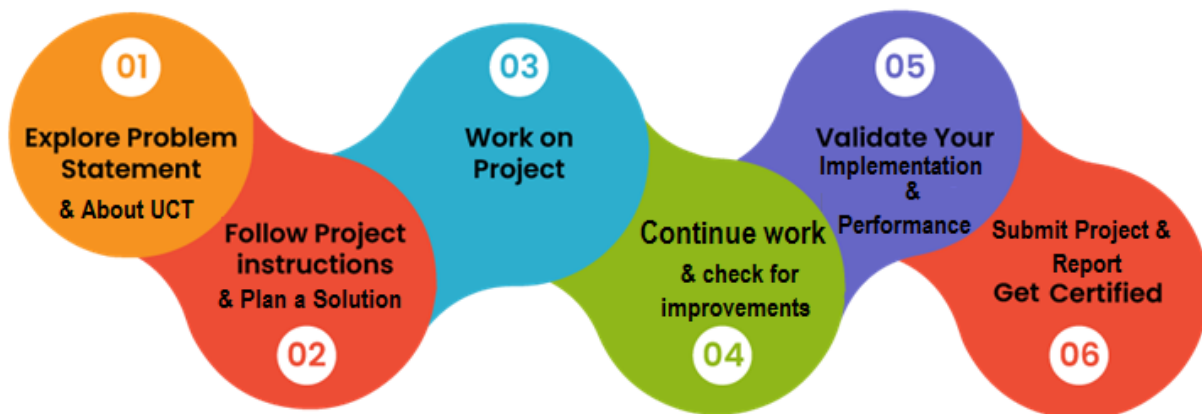 01
Explore Problem
Statement
& About UCT
Follow Project
instructions
& Plan a Solution
02
03
Work on
Project
Continue work
& check for
improvements
04
05
Validate Your
Implementation
&
Performance
Submit Project &
Report
Get Certified
06